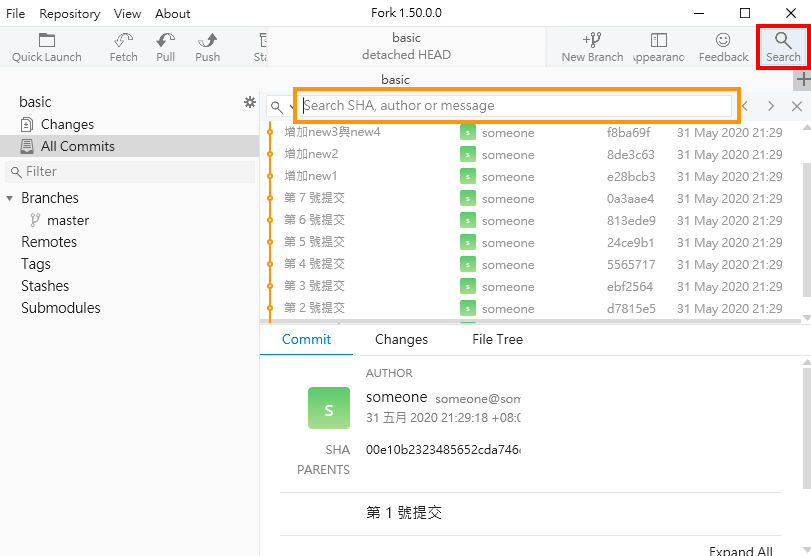 File Repository View About Fork 1.50.0.0
Quick Launch Fetch Pull Push Sta basic detached HEAD New Branch Appearanc Feedback Search
basic
basic
Changes
All Commits
Filter
Branches
master
Remotes
Tags
Stashes
Submodules
Search SHA, author or message
增加new3與new4 s someone f8ba69f 31 May 2020 21:29
增加new2 s someone 8de3c63 31 May 2020 21:29
增加new1 s someone e28bcb3 31 May 2020 21:29
第 7 號提交 s someone 0a3aae4 31 May 2020 21:29
第 6 號提交 s someone 813ede9 31 May 2020 21:29
第 5 號提交 s someone 24ce9b1 31 May 2020 21:29
第 4 號提交 s someone 5565717 31 May 2020 21:29
第 3 號提交 s someone ebf2564 31 May 2020 21:29
第 2 號提交 s someone d7815e5 31 May 2020 21:29
Commit Changes File Tree
AUTHOR
S someone someone@som
31 五月 2020 21:29:18 +08:0
SHA 00e10b2323485652cda746
PARENTS
第 1 號提交
Expand All